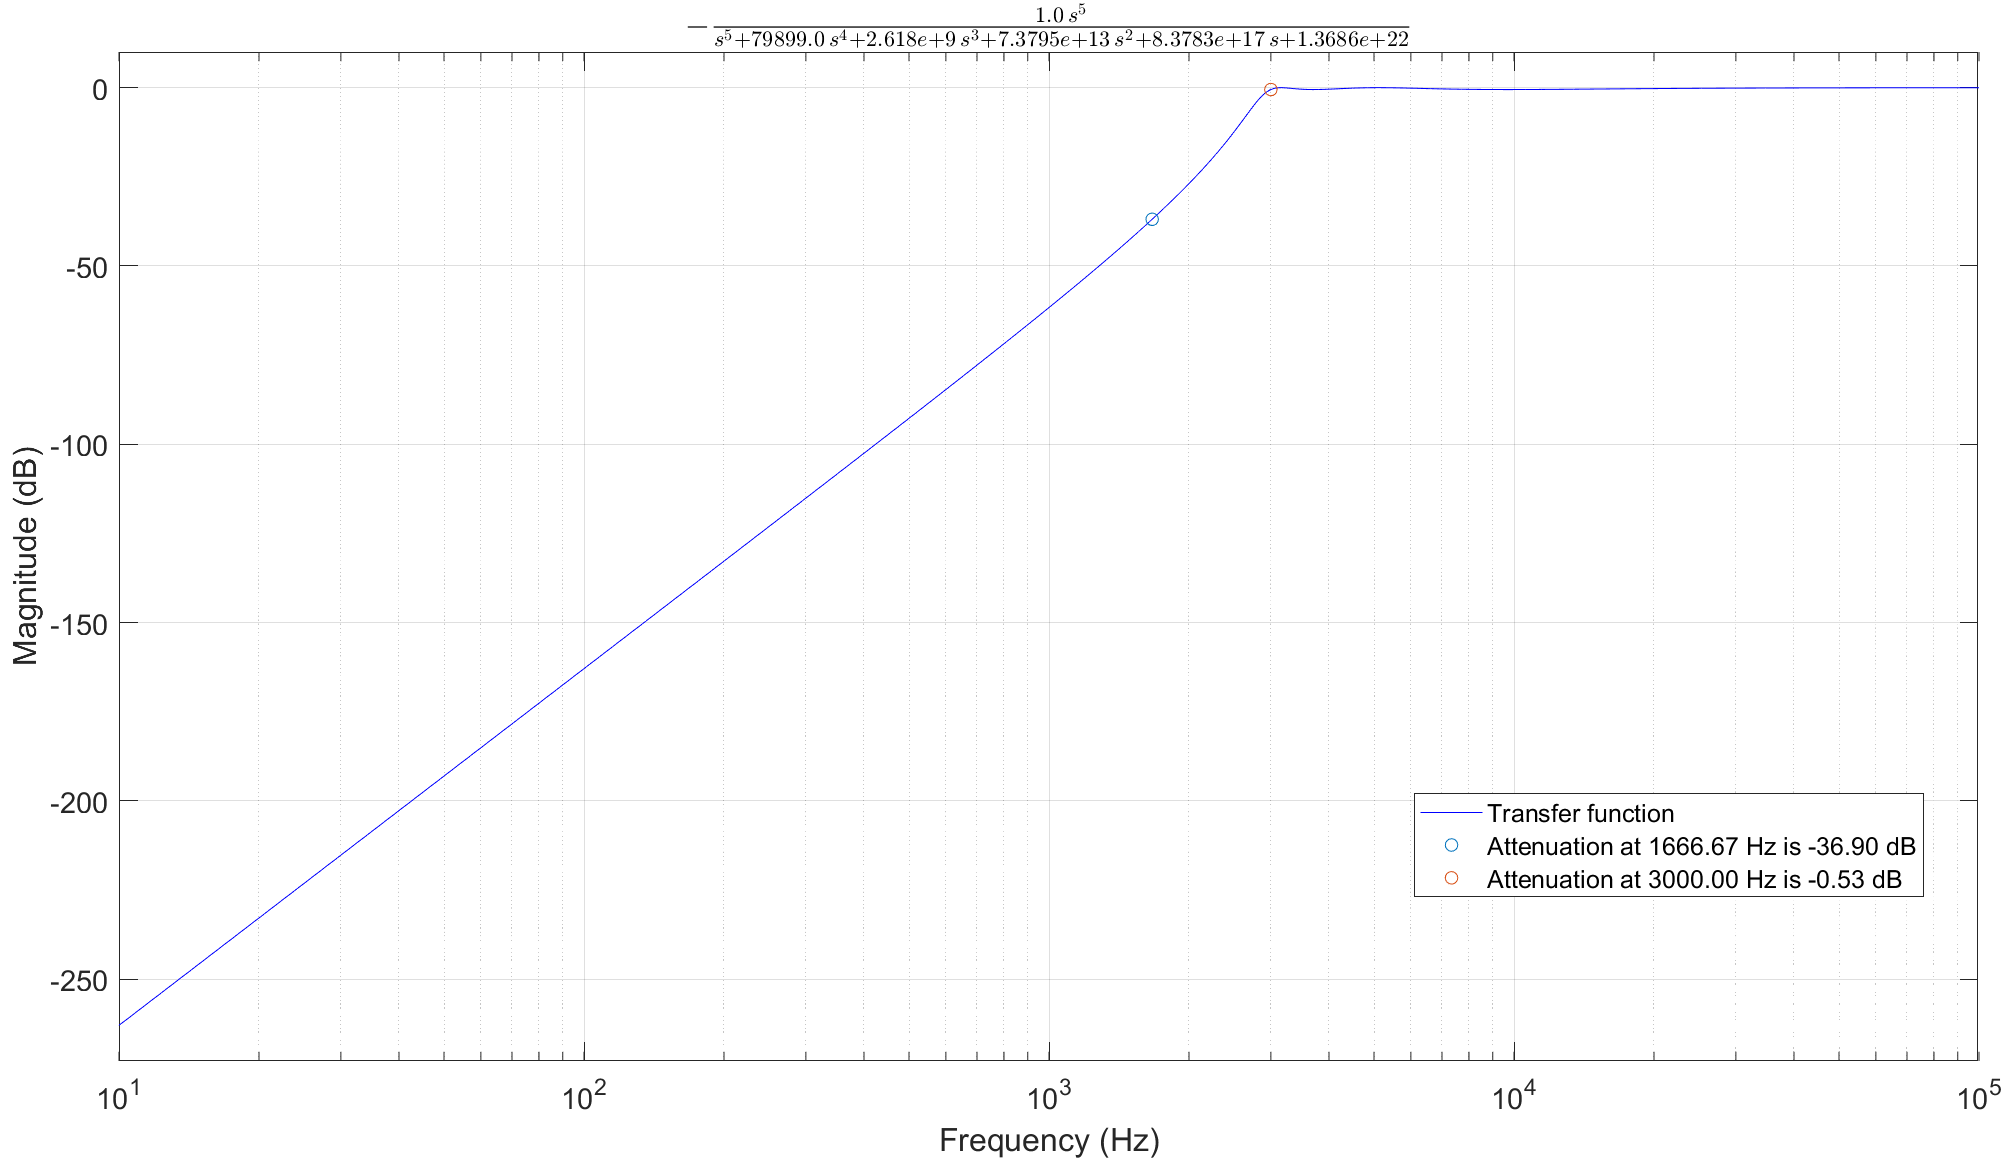 − 1.0 s^5
s^5+79899.0 s^4+2.618e+9 s^3+7.3795e+13 s^2+8.3783e+17 s+1.3686e+22
0
-50
-100
-150
-200
-250
Magnitude (dB)
Transfer function
Attenuation at 1666.67 Hz is -36.90 dB
Attenuation at 3000.00 Hz is -0.53 dB
10^1 10^2 10^3 10^4 10^5
Frequency (Hz)